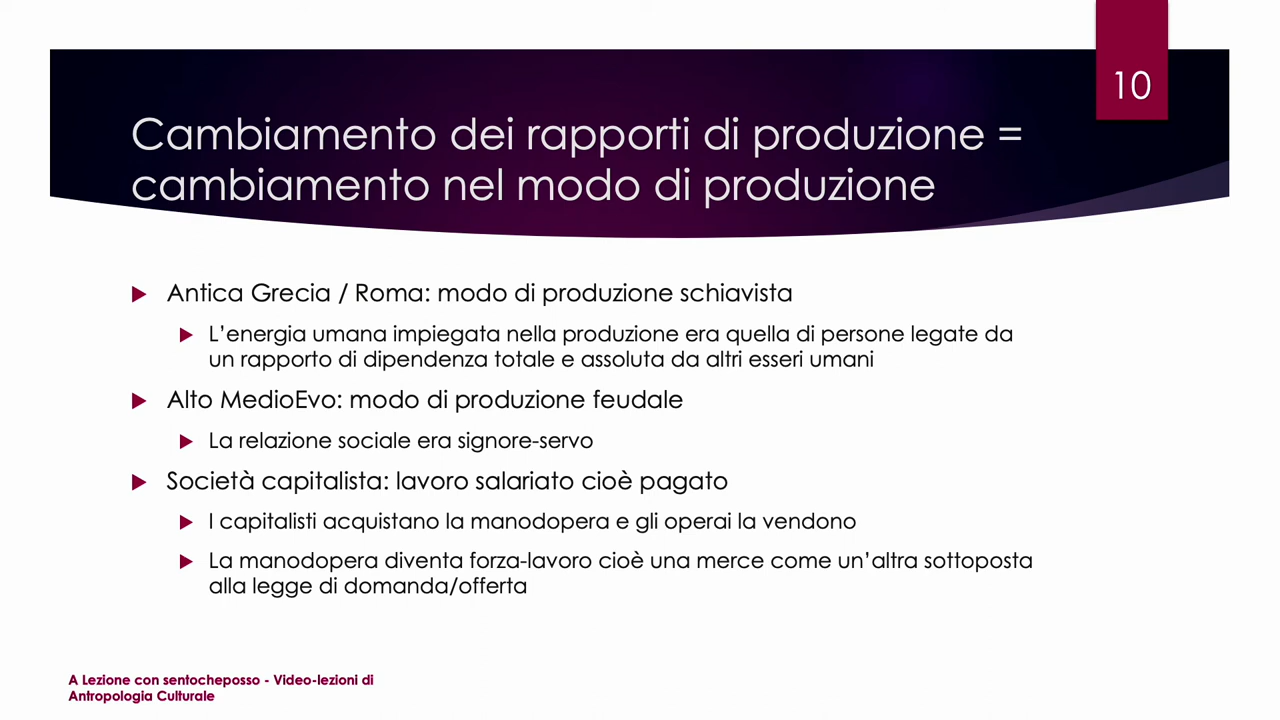 10
Cambiamento dei rapporti di produzione =
cambiamento nel modo di produzione
Antica Grecia / Roma: modo di produzione schiavista
L’energia umana impiegata nella produzione era quella di persone legate da
un rapporto di dipendenza totale e assoluta da altri esseri umani
Alto MedioEvo: modo di produzione feudale
La relazione sociale era signore-servo
Società capitalista: lavoro salariato cioè pagato
I capitalisti acquistano la manodopera e gli operai la vendono
La manodopera diventa forza-lavoro cioè una merce come un’altra sottoposta
alla legge di domanda/offerta
A Lezione con sentocheposso - Video-lezioni di
Antropologia Culturale